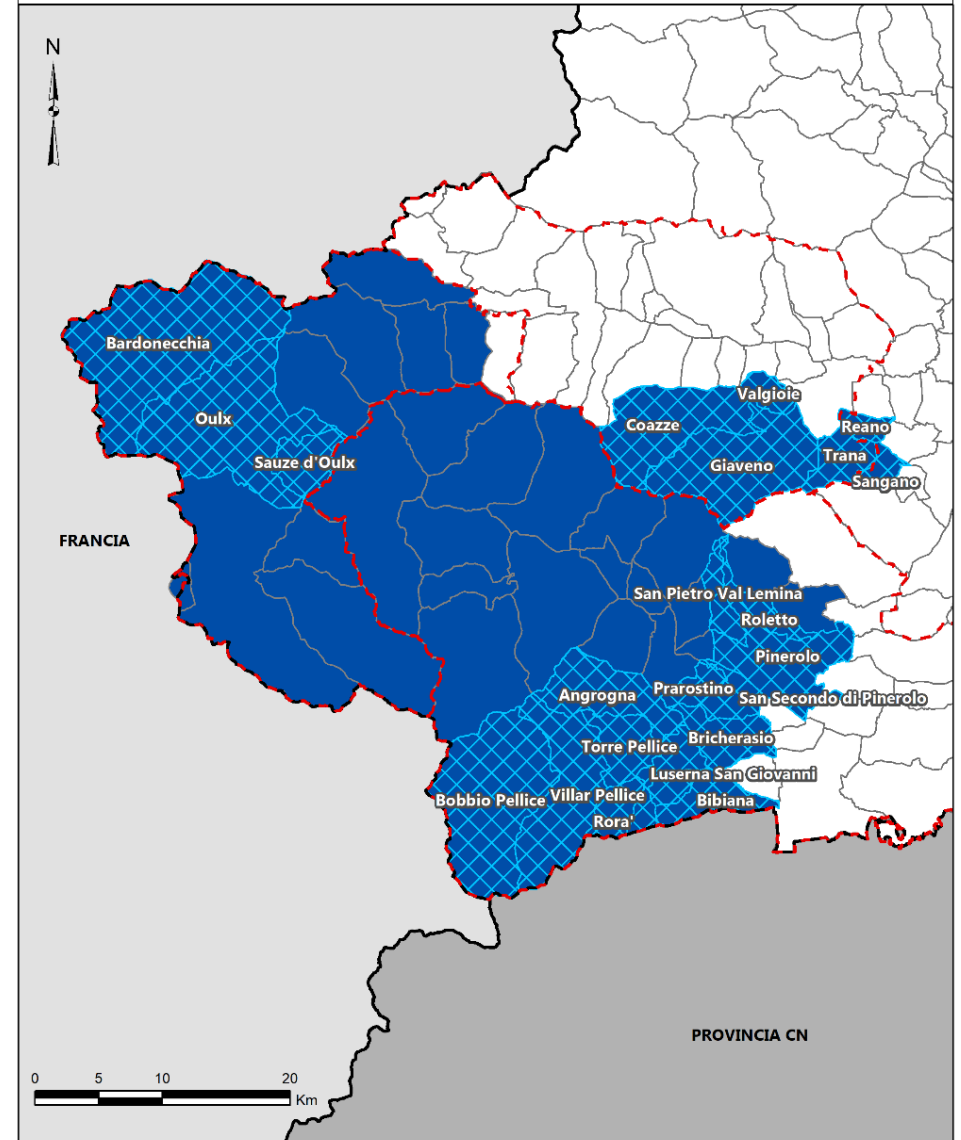 N
Bardonecchia
Valgioie
Oulx
Coazze
Reano
Sauze d'Oulx
Giaveno
Trana
Sangano
FRANCIA
San Pietro Val Lemina
Roletto
Pinerolo
Angrogna
Prarostino
San Secondo di Pinerolo
Torre Pellice
Bricherasio
Luserna San Giovanni
Bobbio Pellice
Villar Pellice
Bibiana
Rora'
PROVINCIA CN
0 5 10 20
Km